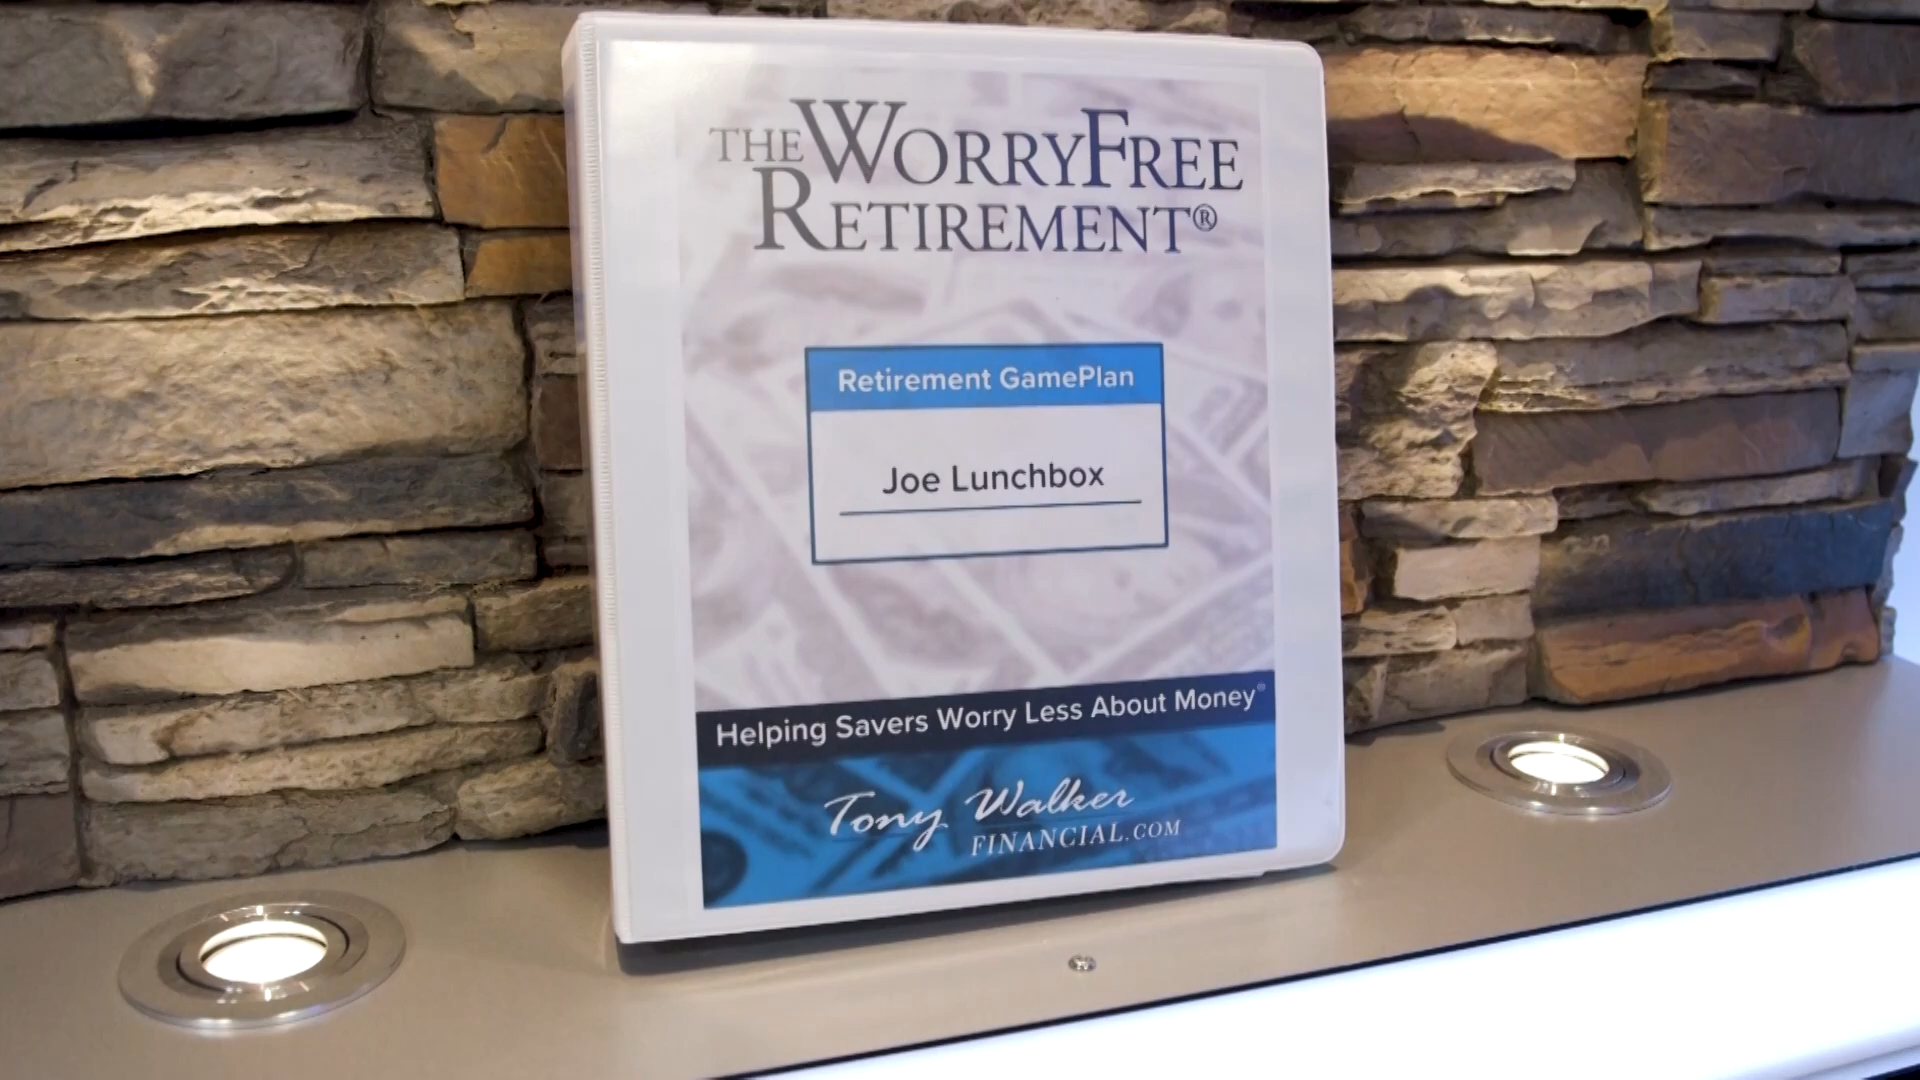 THE WORRYFREE
RETIREMENT®
Retirement GamePlan
Joe Lunchbox
Helping Savers Worry Less About Money®
Tony Walker
FINANCIAL.COM